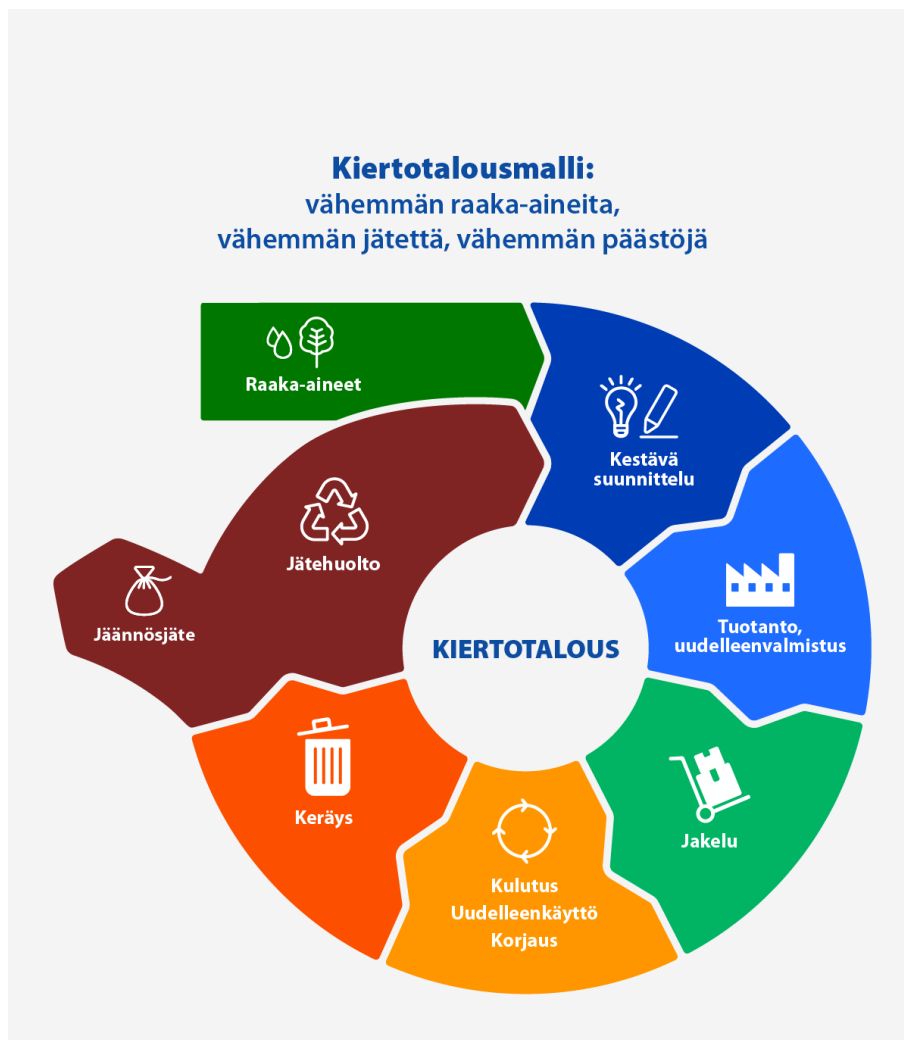 Kiertotalousmalli:
vähemmän raaka-aineita,
vähemmän jätettä, vähemmän päästöjä
Raaka-aineet
Kestävä
suunnittelu
Tuotanto,
uudelleenvalmistus
Jakelu
Kulutus
Uudelleenkäyttö
Korjaus
Keräys
Jätehuolto
Jäännösjäte
KIERTOTALOUS